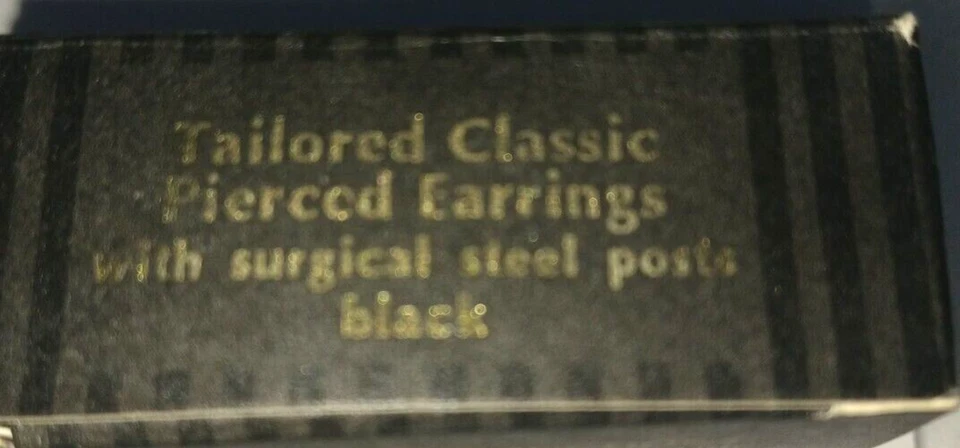 Tailored Classic
Pierced Earrings
with surgical steel posts
black